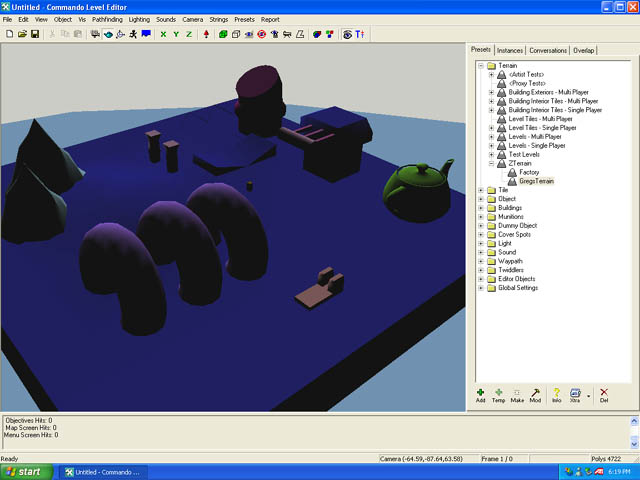 Untitled - Commando Level Editor
File Edit View Object Vis Pathfinding Lighting Sounds Camera Strings Presets Report
X Y Z
Presets Instances Conversations Overlap
Terrain
<Artist Tests>
<Proxy Tests>
Building Exteriors - Multi Player
Building Interior Tiles - Multi Player
Building Interior Tiles - Single Player
Level Tiles - Multi Player
Level Tiles - Single Player
Levels - Multi Player
Levels - Single Player
Test Levels
ZTerrain
Factory
GregsTerrain
Tile
Object
Buildings
Munitions
Dummy Object
Cover Spots
Light
Sound
Waypath
Twiddlers
Editor Objects
Global Settings
Add Temp Make Mod Info Xtra Del
Objectives Hits: 0
Map Screen Hits: 0
Menu Screen Hits: 0
Ready Camera (-64.59,-87.64,63.58) Frame 1 / 0 Polys 4722
start Untitled - Commando ... 6:19 PM